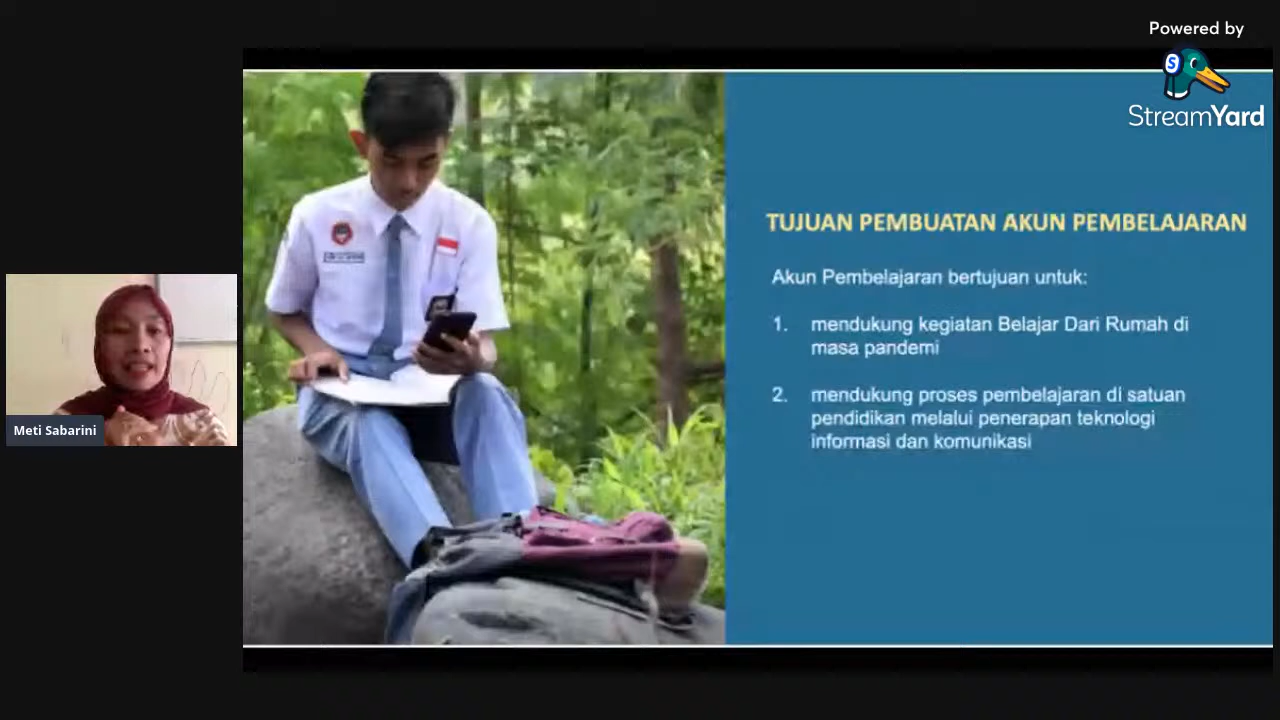 Powered by
StreamYard
TUJUAN PEMBUATAN AKUN PEMBELAJARAN
Akun Pembelajaran bertujuan untuk:
1. mendukung kegiatan Belajar Dari Rumah di
masa pandemi
2. mendukung proses pembelajaran di satuan
pendidikan melalui penerapan teknologi
informasi dan komunikasi
Meti Sabarini